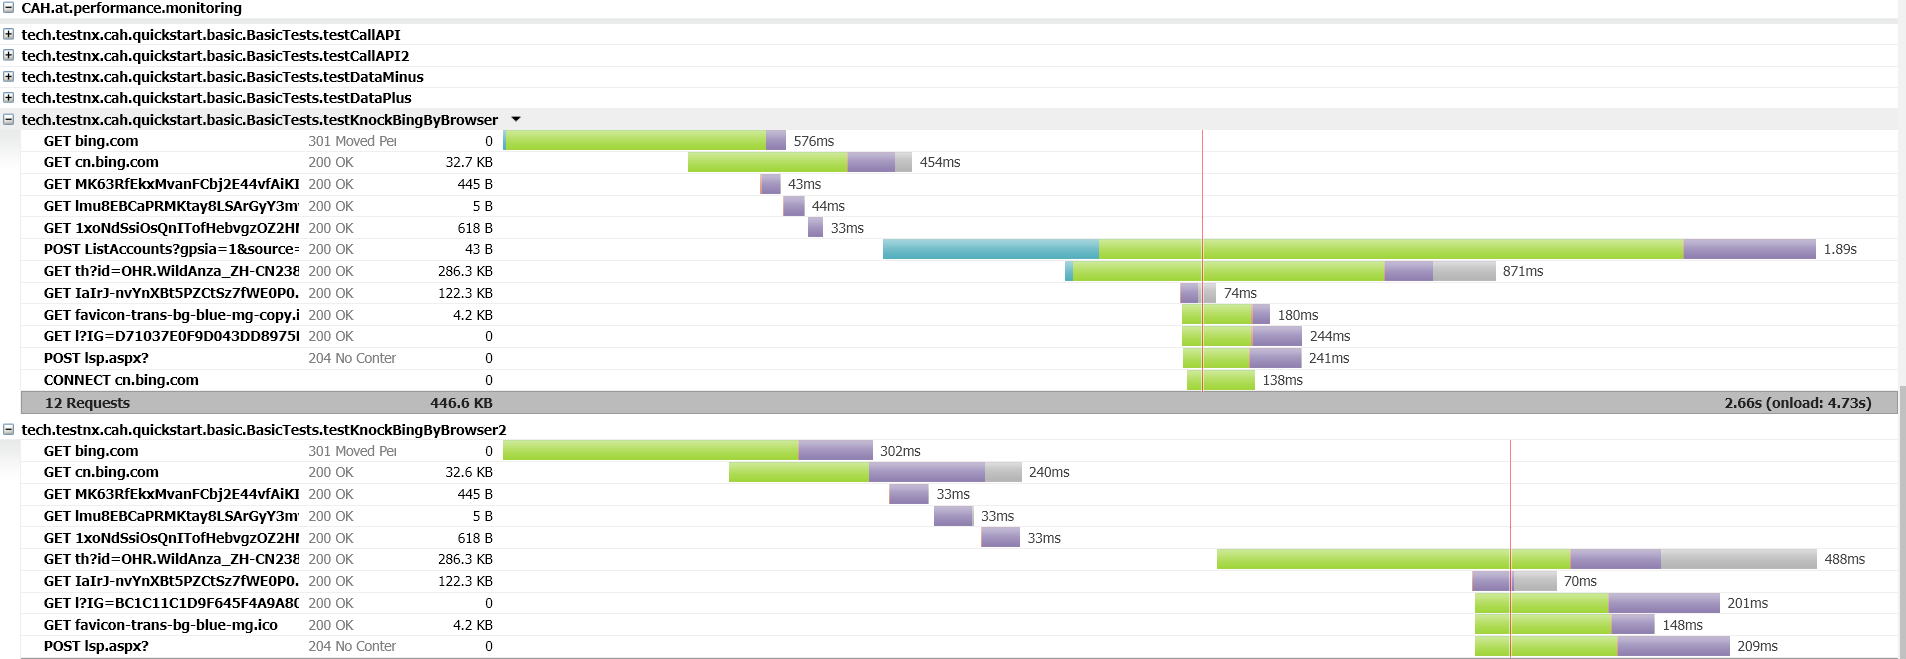 CAH.at.performance.monitoring
tech.testnx.cah.quickstart.basic.BasicTests.testCallAPI
tech.testnx.cah.quickstart.basic.BasicTests.testCallAPI2
tech.testnx.cah.quickstart.basic.BasicTests.testDataMinus
tech.testnx.cah.quickstart.basic.BasicTests.testDataPlus
tech.testnx.cah.quickstart.basic.BasicTests.testKnockBingByBrowser
GET bing.com 301 Moved Per 0 576ms
GET cn.bing.com 200 OK 32.7 KB 454ms
GET MK63RfEkxMvanFCbj2E44vfAiKI 200 OK 445 B 43ms
GET lmu8EBCaPRMKtay8LSArGyY3m 200 OK 5 B 44ms
GET 1xoNdSsiOsQnITofHebvgzOZ2HI 200 OK 618 B 33ms
POST ListAccounts?gpsia=1&source= 200 OK 43 B 1.89s
GET th?id=OHR.WildAnza_ZH-CN238 200 OK 286.3 KB 871ms
GET IaIrJ-nvYnXBt5PZCtSz7fWE0P0. 200 OK 122.3 KB 74ms
GET favicon-trans-bg-blue-mg-copy.i 200 OK 4.2 KB 180ms
GET l?IG=D71037E0F9D043DD8975I 200 OK 0 244ms
POST lsp.aspx? 204 No Conter 0 241ms
CONNECT cn.bing.com 0 138ms
12 Requests 446.6 KB 2.66s (onload: 4.73s)
tech.testnx.cah.quickstart.basic.BasicTests.testKnockBingByBrowser2
GET bing.com 301 Moved Per 0 302ms
GET cn.bing.com 200 OK 32.6 KB 240ms
GET MK63RfEkxMvanFCbj2E44vfAiKI 200 OK 445 B 33ms
GET lmu8EBCaPRMKtay8LSArGyY3m 200 OK 5 B 33ms
GET 1xoNdSsiOsQnITofHebvgzOZ2HI 200 OK 618 B 33ms
GET th?id=OHR.WildAnza_ZH-CN238 200 OK 286.3 KB 488ms
GET IaIrJ-nvYnXBt5PZCtSz7fWE0P0. 200 OK 122.3 KB 70ms
GET l?IG=BC1C11C1D9F645F4A9A80 200 OK 0 201ms
GET favicon-trans-bg-blue-mg.ico 200 OK 4.2 KB 148ms
POST lsp.aspx? 204 No Conter 0 209ms